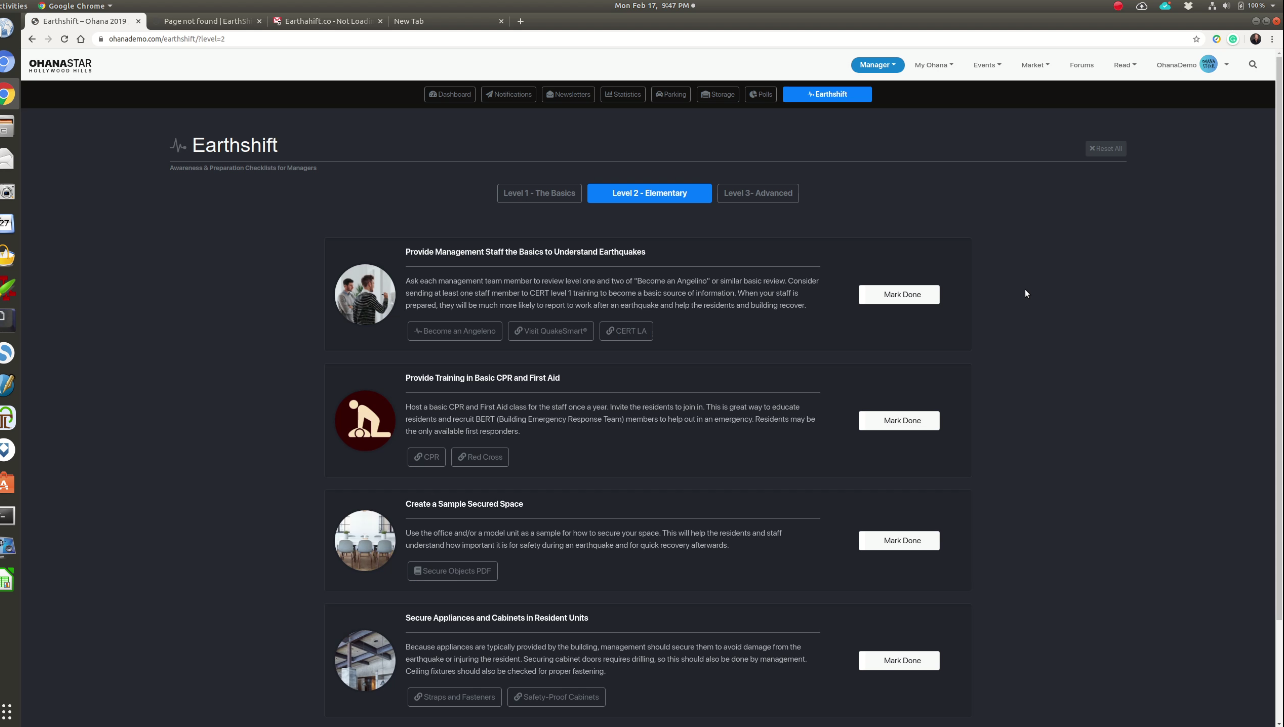 ctivities
Google Chrome
Mon Feb 17, 9:47 PM
100 %
Earthshift – Ohana 2019
Page not found | EarthSh
Earthahift.co - Not Loadi
New Tab
ohanademo.com/earthshift/?level=2
OHANASTAR
HOLLYWOOD HILLS
Manager
My Ohana
Events
Market
Forums
Read
OhanaDemo
Dashboard
Notifications
Newsletters
Statistics
Parking
Storage
Polls
Earthshift
Earthshift
Reset All
Awareness & Preparation Checklists for Managers
Level 1 - The Basics
Level 2 - Elementary
Level 3- Advanced
Provide Management Staff the Basics to Understand Earthquakes
Ask each management team member to review level one and two of "Become an Angelino" or similar basic review. Consider
sending at least one staff member to CERT level 1 training to become a basic source of information. When your staff is
prepared, they will be much more likely to report to work after an earthquake and help the residents and building recover.
Mark Done
Become an Angeleno
Visit QuakeSmart®
CERT LA
Provide Training in Basic CPR and First Aid
Host a basic CPR and First Aid class for the staff once a year. Invite the residents to join in. This is great way to educate
residents and recruit BERT (Building Emergency Response Team) members to help out in an emergency. Residents may be
the only available first responders.
Mark Done
CPR
Red Cross
Create a Sample Secured Space
Use the office and/or a model unit as a sample for how to secure your space. This will help the residents and staff
understand how important it is for safety during an earthquake and for quick recovery afterwards.
Mark Done
Secure Objects PDF
Secure Appliances and Cabinets in Resident Units
Because appliances are typically provided by the building, management should secure them to avoid damage from the
earthquake or injuring the resident. Securing cabinet doors requires drilling, so this should also be done by management.
Ceiling fixtures should also be checked for proper fastening.
Mark Done
Straps and Fasteners
Safety-Proof Cabinets
27